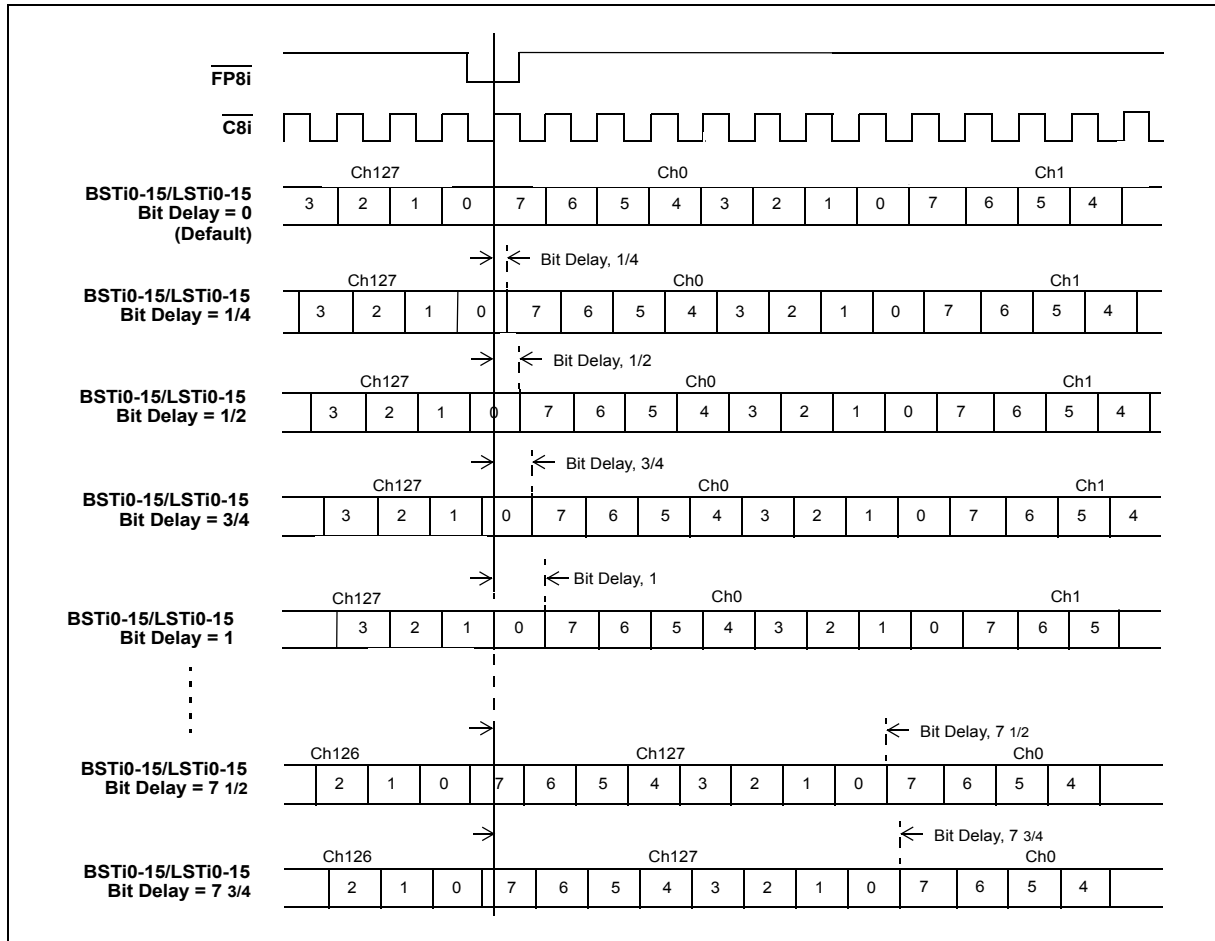 FP8i
C8i
Ch127 Ch0 Ch1
BSTi0-15/LSTi0-15
Bit Delay = 0
(Default)
3 2 1 0 7 6 5 4 3 2 1 0 7 6 5 4
Bit Delay, 1/4
Ch127 Ch0 Ch1
BSTi0-15/LSTi0-15
Bit Delay = 1/4
3 2 1 0 7 6 5 4 3 2 1 0 7 6 5 4
Bit Delay, 1/2
Ch127 Ch0 Ch1
BSTi0-15/LSTi0-15
Bit Delay = 1/2
3 2 1 0 7 6 5 4 3 2 1 0 7 6 5 4
Bit Delay, 3/4
Ch127 Ch0 Ch1
BSTi0-15/LSTi0-15
Bit Delay = 3/4
3 2 1 0 7 6 5 4 3 2 1 0 7 6 5 4
Bit Delay, 1
Ch127 Ch0 Ch1
BSTi0-15/LSTi0-15
Bit Delay = 1
3 2 1 0 7 6 5 4 3 2 1 0 7 6 5
Bit Delay, 7 1/2
Ch126 Ch127 Ch0
BSTi0-15/LSTi0-15
Bit Delay = 7 1/2
2 1 0 7 6 5 4 3 2 1 0 7 6 5 4
Bit Delay, 7 3/4
Ch126 Ch127 Ch0
BSTi0-15/LSTi0-15
Bit Delay = 7 3/4
2 1 0 7 6 5 4 3 2 1 0 7 6 5 4